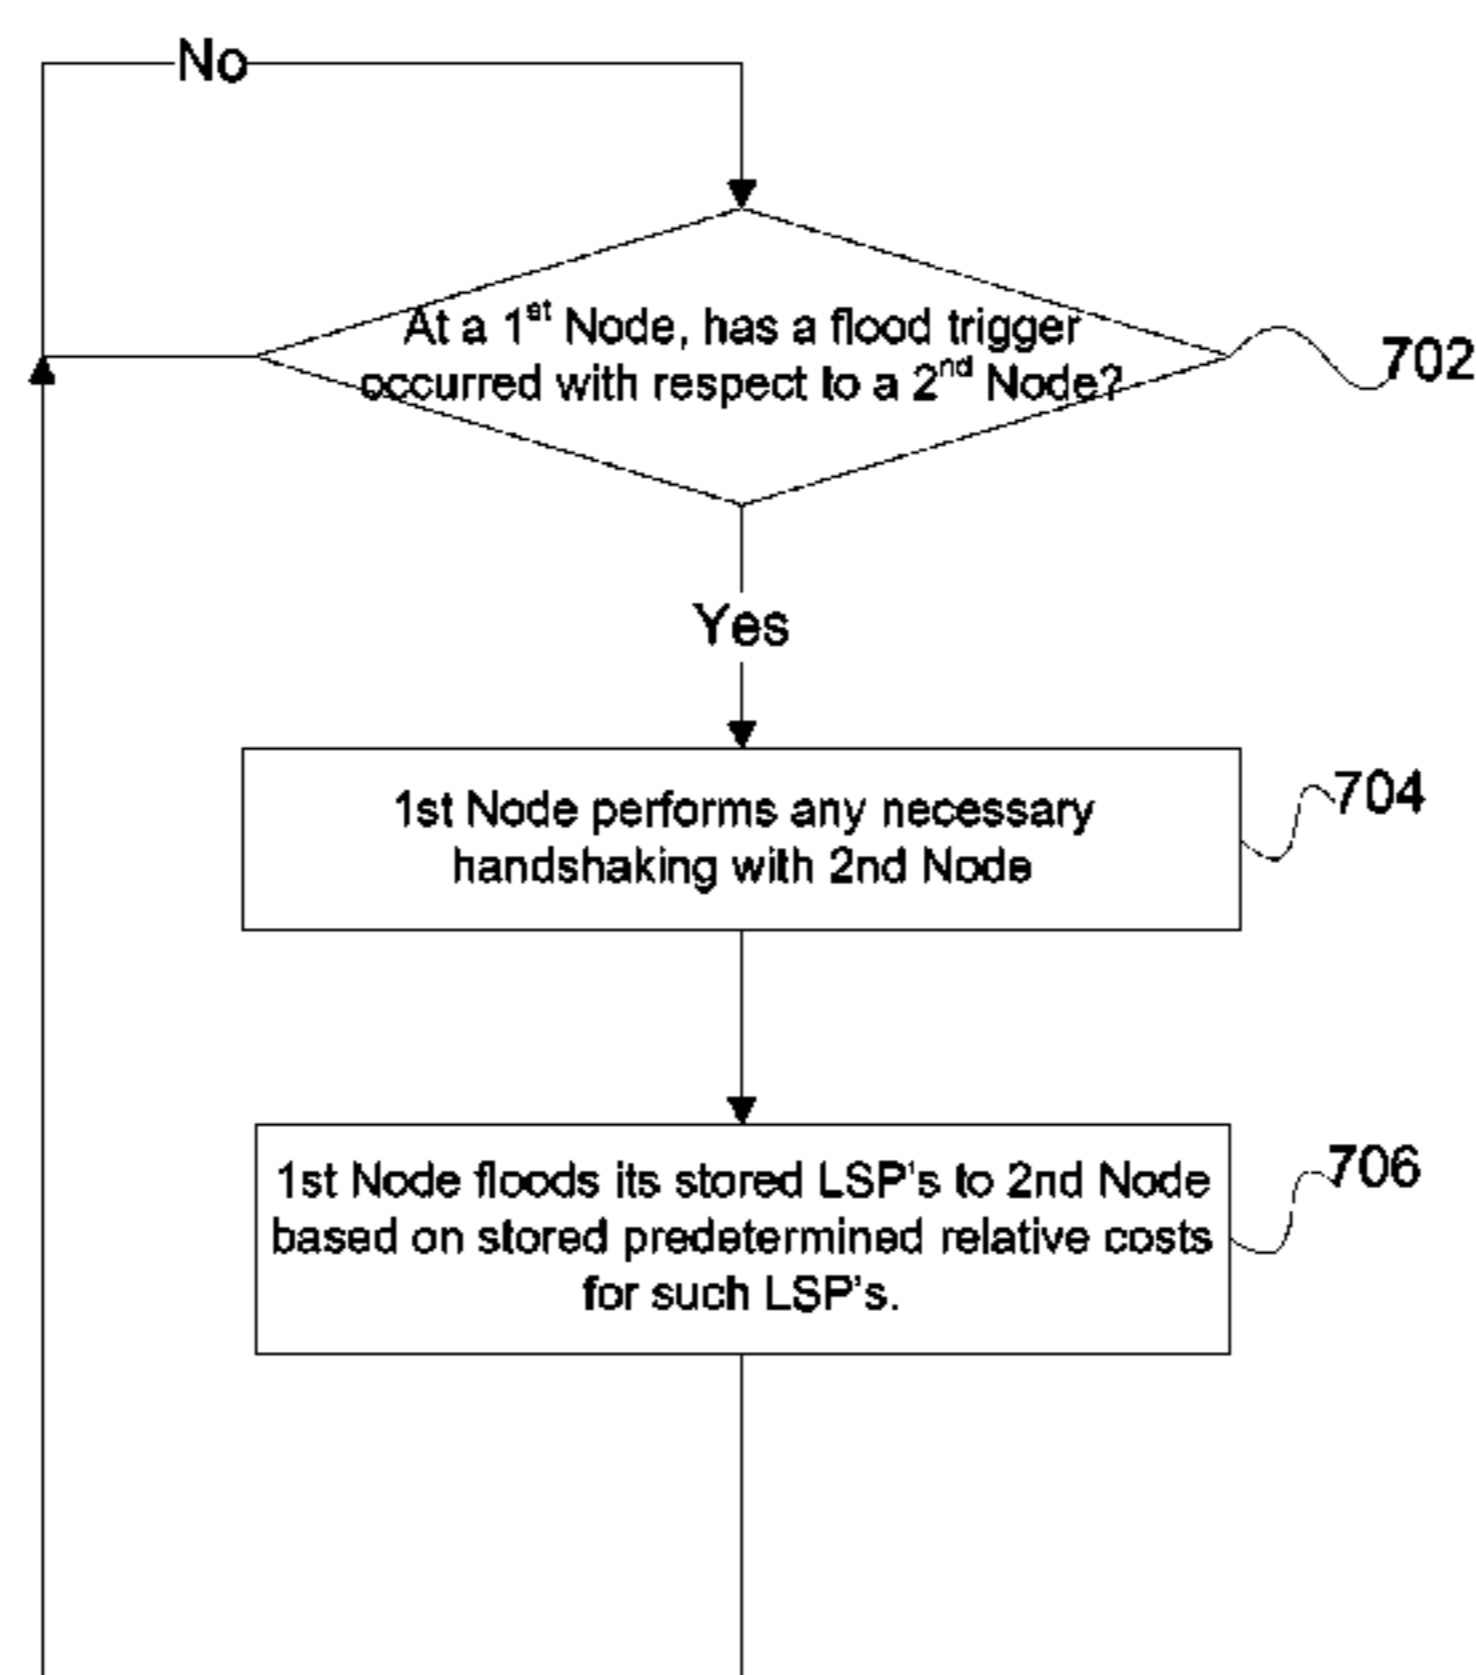 No
At a 1st Node, has a flood trigger
occurred with respect to a 2nd Node?
702
Yes
1st Node performs any necessary
handshaking with 2nd Node
704
1st Node floods its stored LSP's to 2nd Node
based on stored predetermined relative costs
for such LSP's.
706